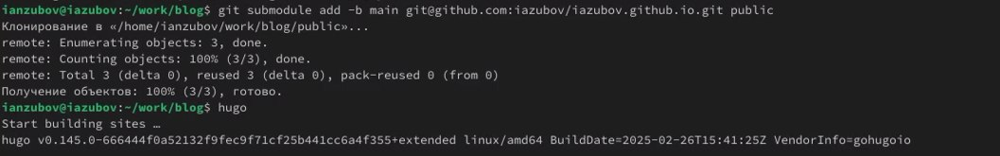 ianzubov@iazubov:~/work/blog$ git submodule add -b main git@github.com:iazubov/iazubov.github.io.git public
Клонирование в «/home/ianzubov/work/blog/public»...
remote: Enumerating objects: 3, done.
remote: Counting objects: 100% (3/3), done.
remote: Total 3 (delta 0), reused 3 (delta 0), pack-reused 0 (from 0)
Получение объектов: 100% (3/3), готово.
ianzubov@iazubov:~/work/blog$ hugo
Start building sites …
hugo v0.145.0-666444f0a52132f9fec9f71cf25b441cc6a4f355+extended linux/amd64 BuildDate=2025-02-26T15:41:25Z VendorInfo=gohugoio